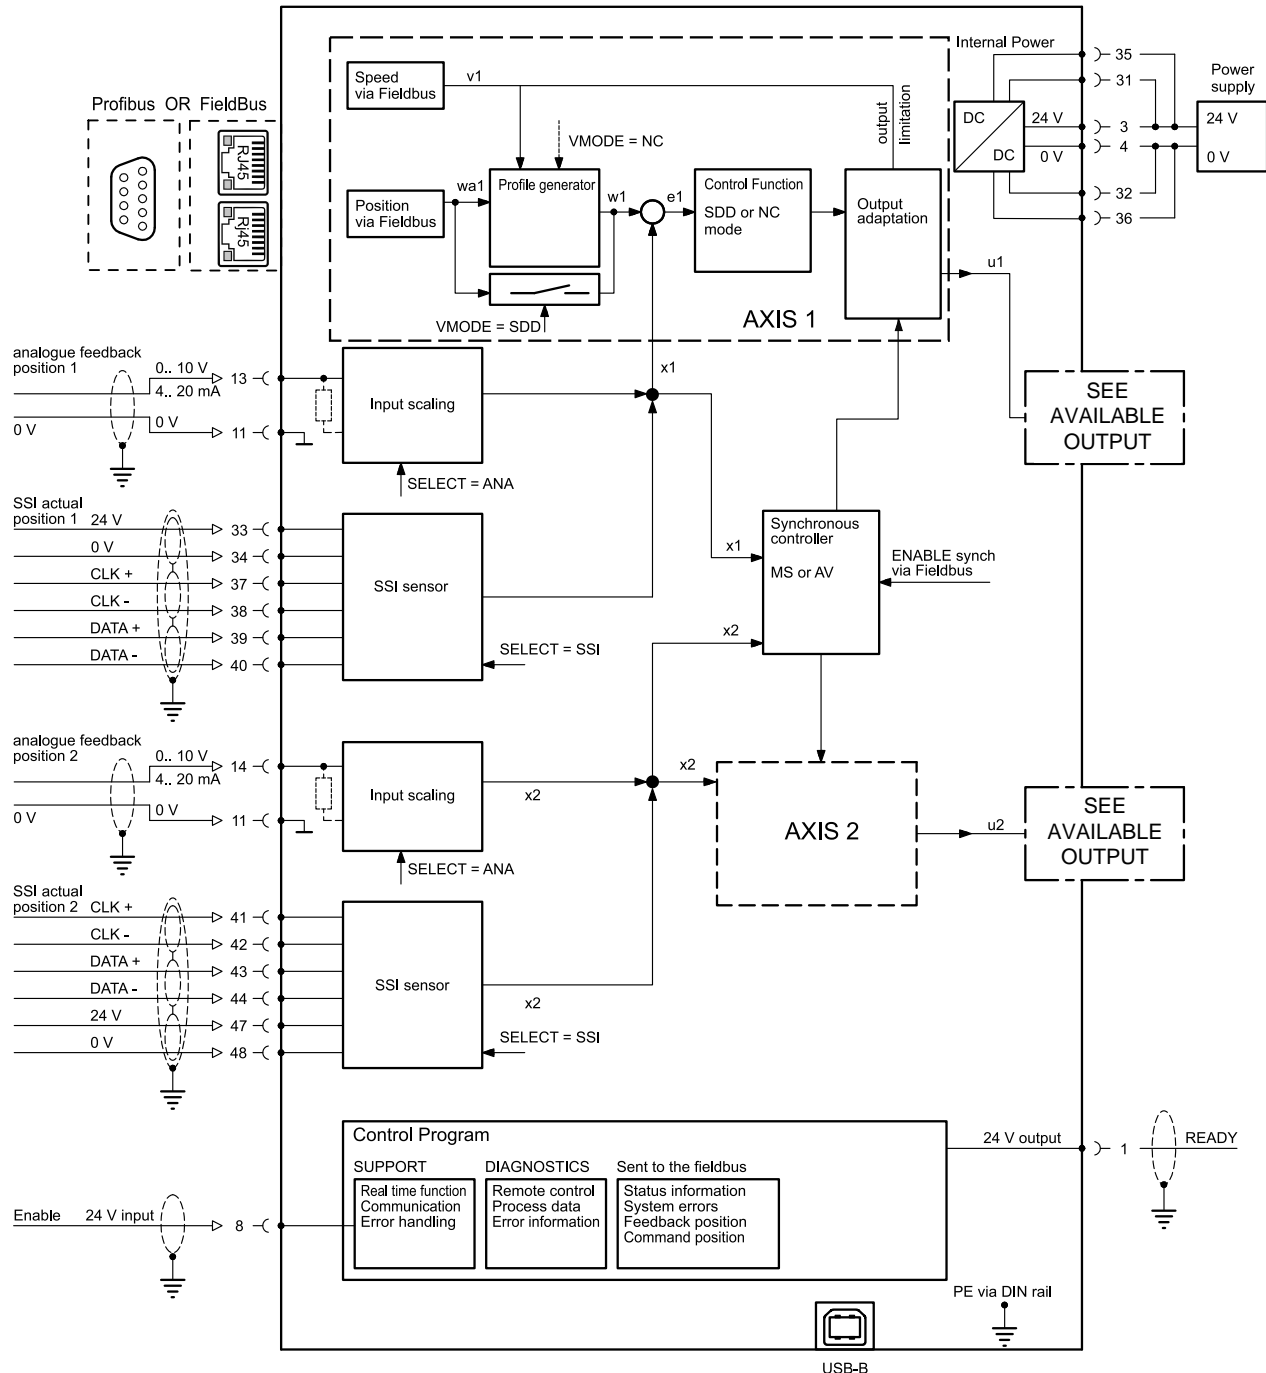 Profibus OR FieldBus
RJ45
Rj45
Speed
via Fieldbus
v1
VMODE = NC
output
limitation
Position
via Fieldbus
wa1
Profile generator
w1
e1
Control Function
SDD or NC
mode
Output
adaptation
u1
VMODE = SDD
AXIS 1
Internal Power
DC
DC
24 V
0 V
35
31
3
4
32
36
Power
supply
24 V
0 V
analogue feedback
position 1
0.. 10 V
4.. 20 mA
13
0 V
0 V
11
Input scaling
SELECT = ANA
x1
SEE
AVAILABLE
OUTPUT
SSI actual
position 1
24 V
33
0 V
34
CLK +
37
CLK -
38
DATA +
39
DATA -
40
SSI sensor
SELECT = SSI
x1
x2
Synchronous
controller
MS or AV
ENABLE synch
via Fieldbus
analogue feedback
position 2
0.. 10 V
4.. 20 mA
14
0 V
0 V
11
Input scaling
x2
SELECT = ANA
x2
AXIS 2
u2
SEE
AVAILABLE
OUTPUT
SSI actual
position 2
CLK +
41
CLK -
42
DATA +
43
DATA -
44
24 V
47
0 V
48
SSI sensor
x2
SELECT = SSI
Control Program
SUPPORT
Real time function
Communication
Error handling
DIAGNOSTICS
Remote control
Process data
Error information
Sent to the fieldbus
Status information
System errors
Feedback position
Command position
24 V output
1
READY
Enable
24 V input
8
PE via DIN rail
USB-B